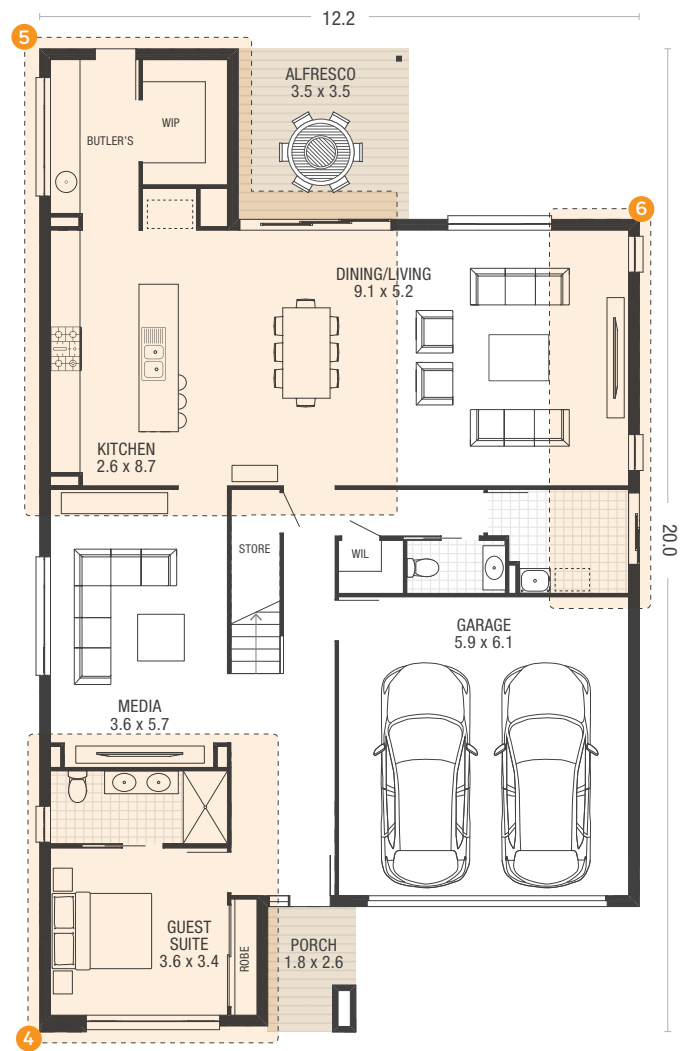 12.2
5
ALFRESCO
3.5 x 3.5
WIP
BUTLER'S
6
DINING/LIVING
9.1 x 5.2
KITCHEN
2.6 x 8.7
20.0
STORE
WIL
GARAGE
5.9 x 6.1
MEDIA
3.6 x 5.7
GUEST
SUITE
3.6 x 3.4
ROBE
PORCH
1.8 x 2.6
4